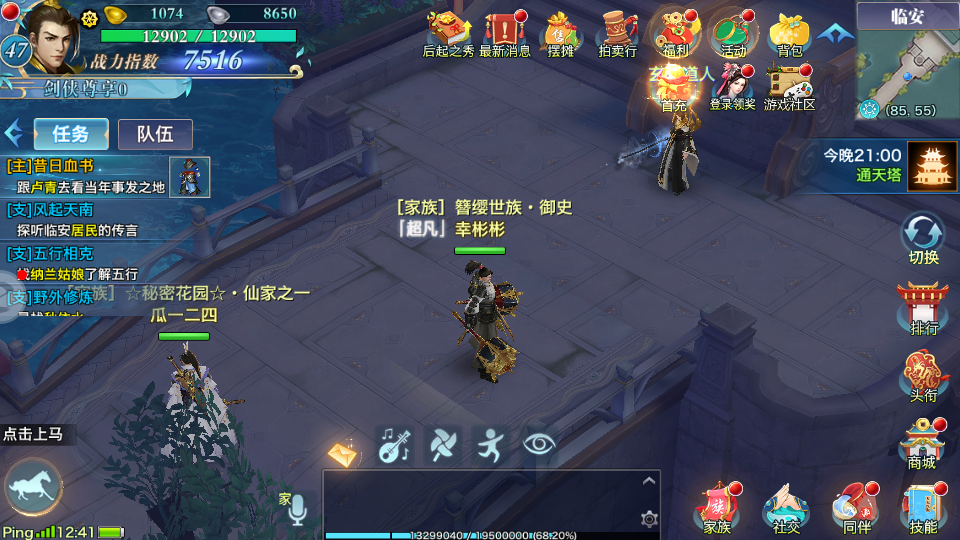 47
1074
8650
12902 / 12902
战力指数 7516
剑侠尊享0
后起之秀
最新消息
摆摊
拍卖行
福利
活动
背包
首充
登录领奖
游戏社区
临安
(85, 55)
任务
队伍
[主]昔日血书
跟卢青去看当年事发之地
[支]风起天南
探听临安居民的传言
[支]五行相克
找纳兰姑娘了解五行
[支]野外修炼
今晚21:00
通天塔
切换
排行
头衔
商城
[家族] 簪缨世族·御史
「超凡」幸彬彬
☆秘密花园☆·仙家之一
瓜一二四
点击上马
家
Ping
12:41
13299040 / 19500000 (68.20%)
家族
社交
同伴
技能